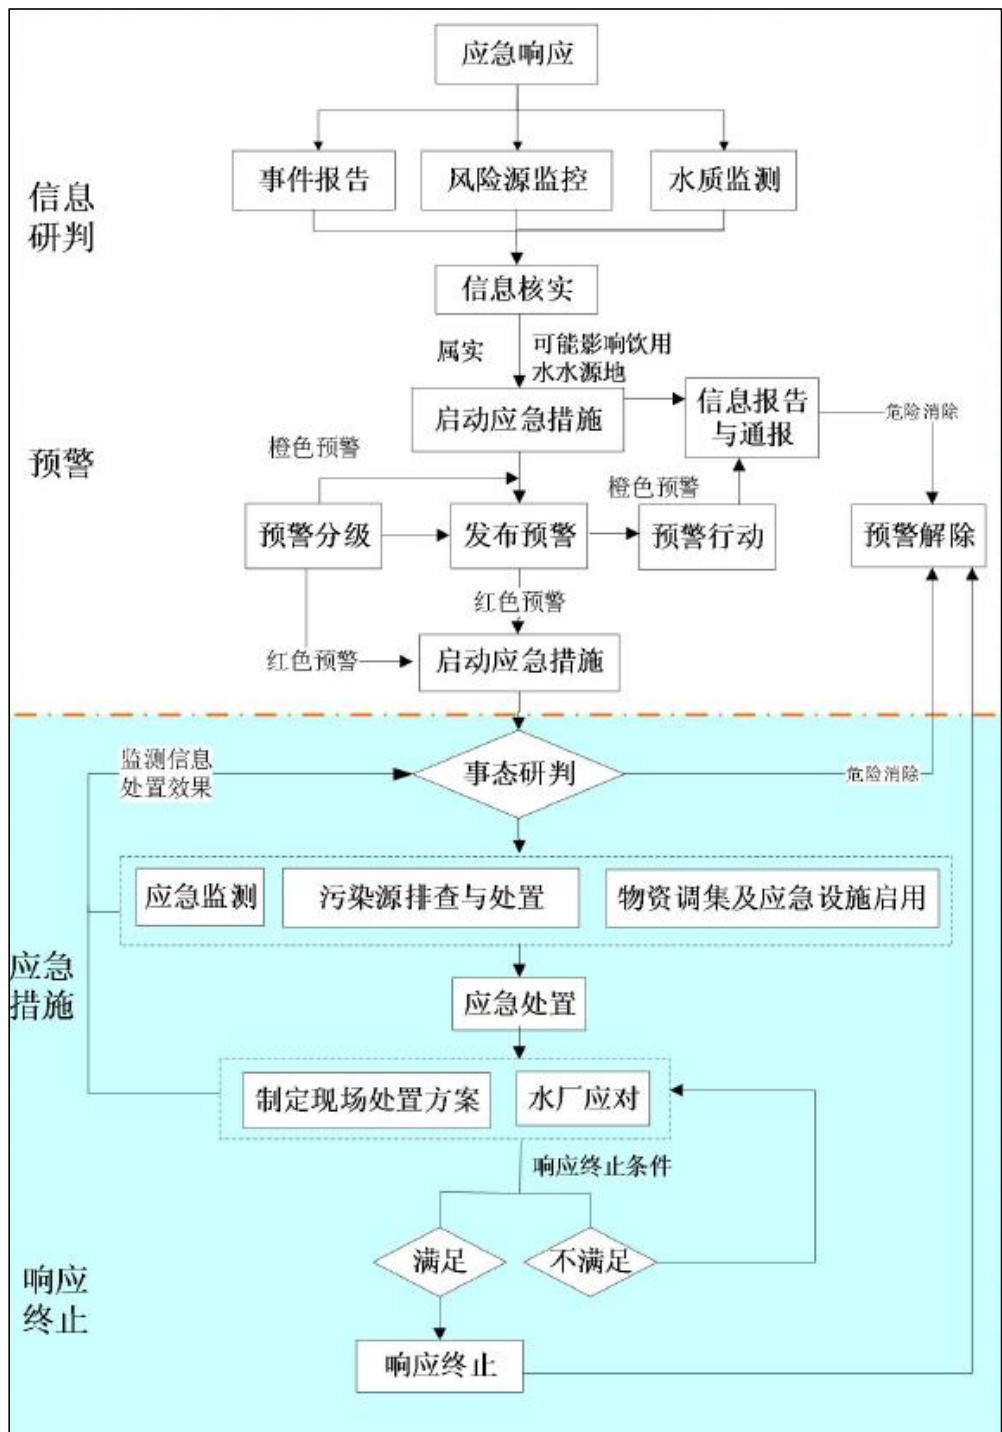 应急响应
事件报告
风险源监控
水质监测
信息
研判
信息核实
属实
可能影响饮用
水水源地
启动应急措施
信息报告
与通报
危险消除
预警
橙色预警
橙色预警
预警分级
发布预警
预警行动
预警解除
红色预警
红色预警
启动应急措施
监测信息
处置效果
事态研判
危险消除
应急监测
污染源排查与处置
物资调集及应急设施启用
应急
措施
应急处置
制定现场处置方案
水厂应对
响应终止条件
满足
不满足
响应
终止
响应终止